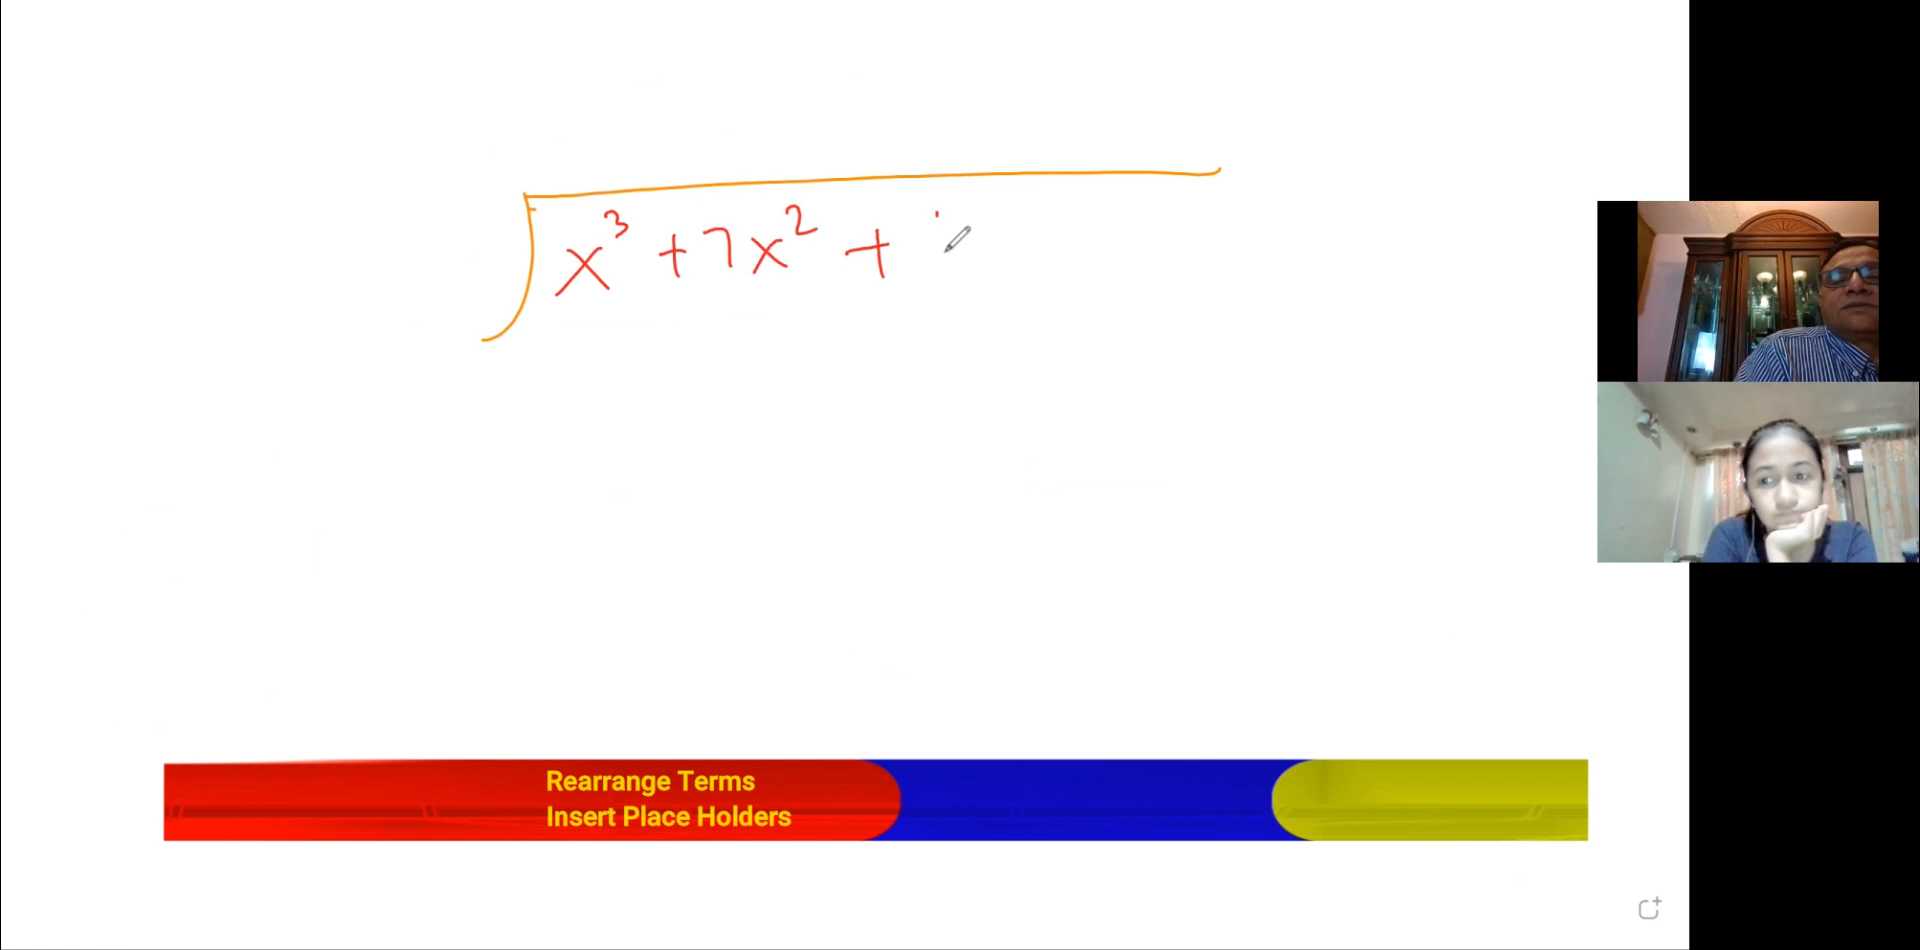 x³ + 7x² +
Rearrange Terms
Insert Place Holders